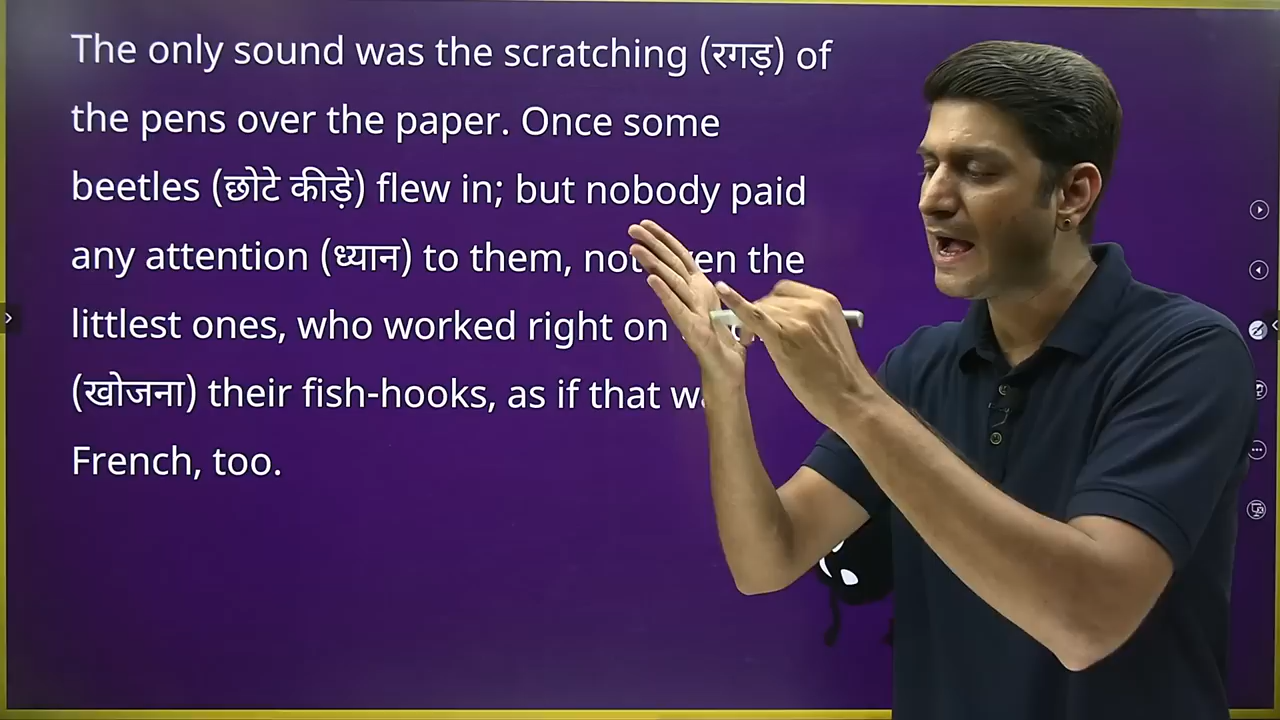 The only sound was the scratching (रगड़) of
the pens over the paper. Once some
beetles (छोटे कीड़े) flew in; but nobody paid
any attention (ध्यान) to them, not the
littlest ones, who worked right on
(खोजना) their fish-hooks, as if that
French, too.